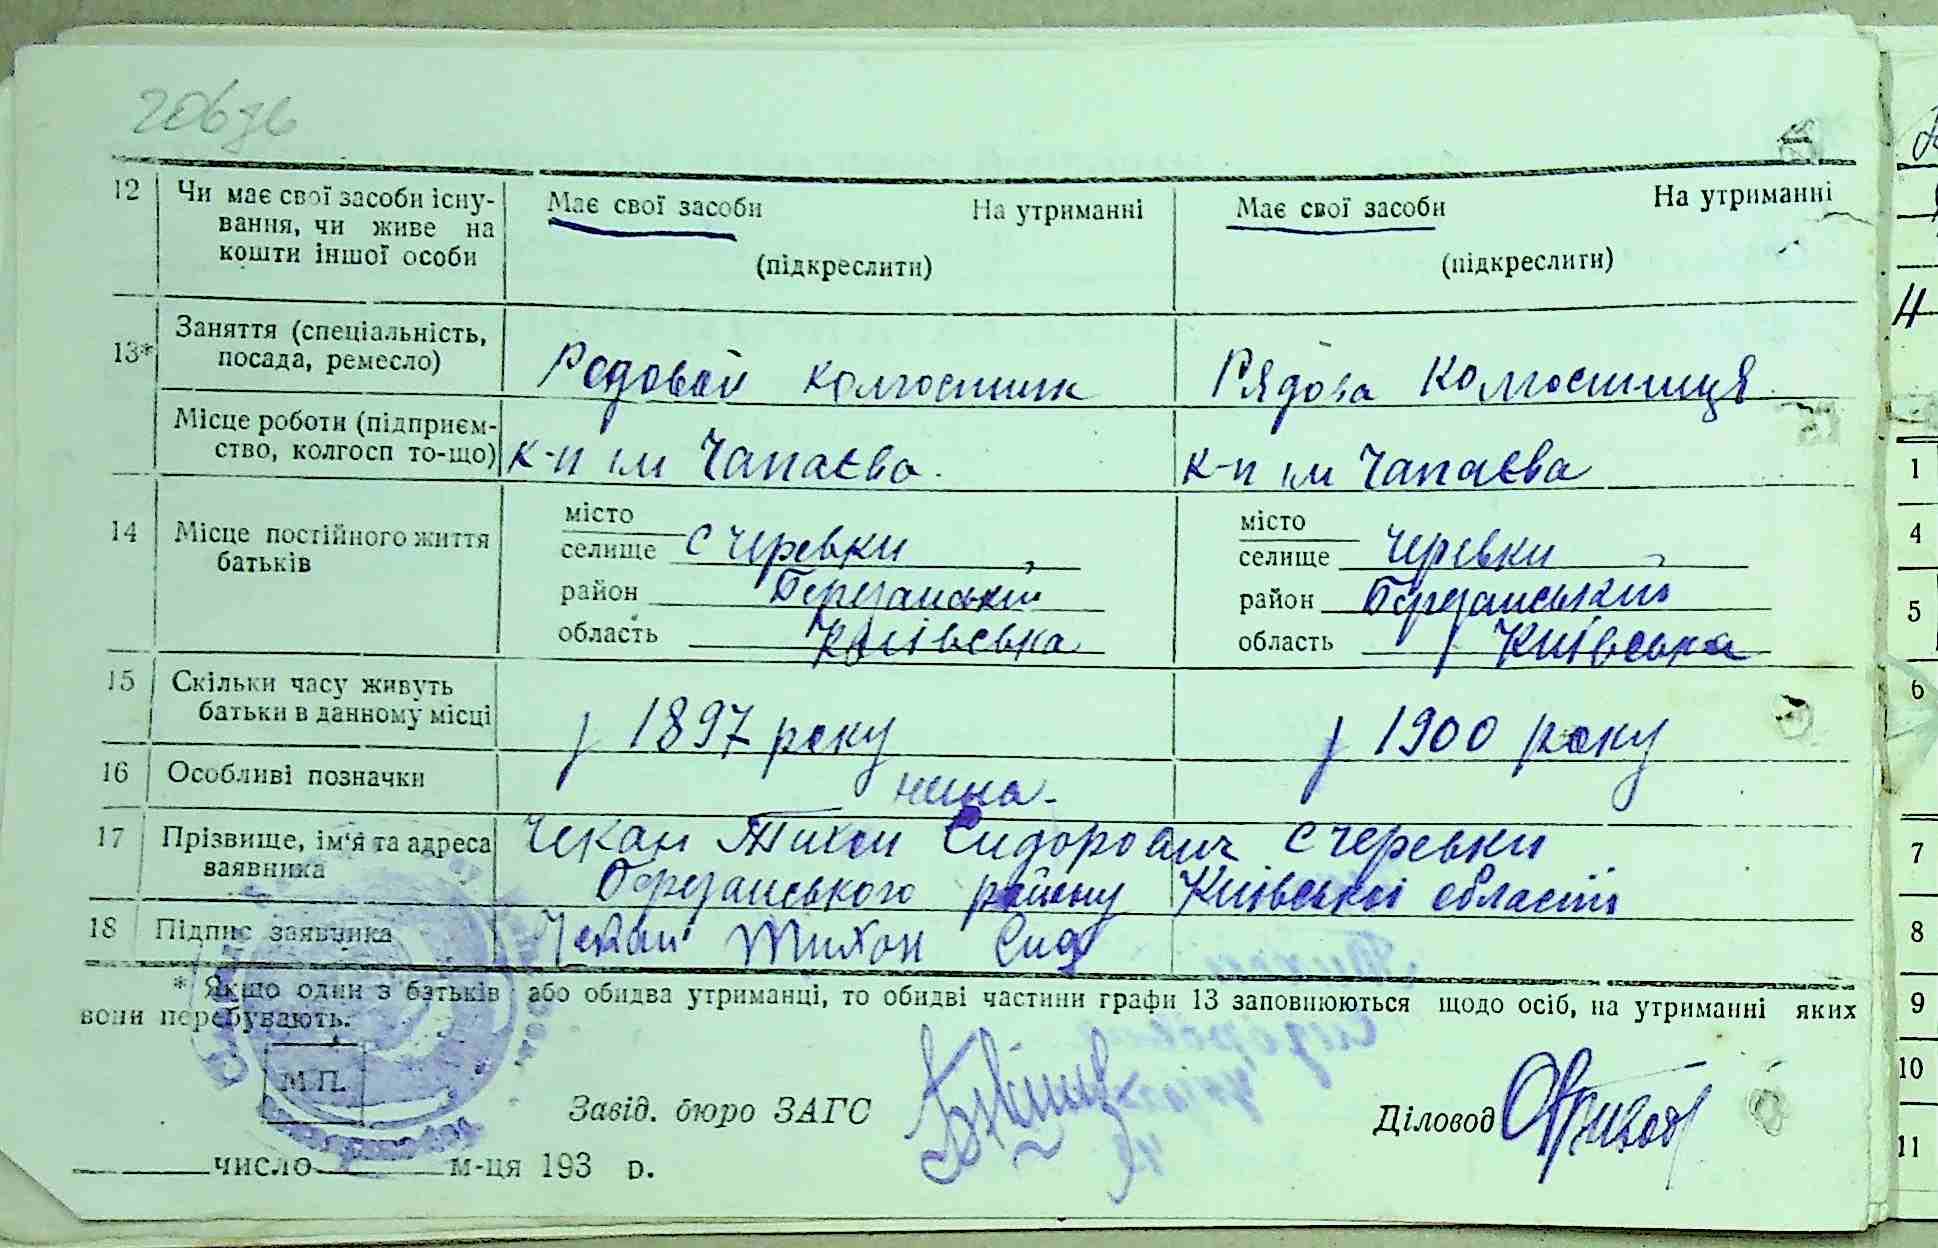 206зв
12 Чи має свої засоби існу- Має свої засоби На утриманні Має свої засоби На утриманні
вання, чи живе на
кошти іншої особи (підкреслити) (підкреслити)
Заняття (спеціальність,
13* посада, ремесло) Родовой колгоспник Рядова Колгоспниця
Місце роботи (підприєм-
ство, колгосп то-що) к-п ім Чапаєва. к-п ім Чапаєва
місто місто
14 Місце постійного життя селище с Черевки, селище Черевки,
батьків
район Березанський район Березанський
область Київська область Київська
15 Скільки часу живуть
батьки в данному місці з 1897 року з 1900 року
16 Особливі позначки нема-
17 Прізвище, ім'я та адреса Чекан Тихон Сидорович с Черевки
заявника Березанського району Київської області
18 Підпис заявника Чекан Тихон Сид
* Якщо один з батьків або обидва утриманці, то обидві частини графи 13 заповнюються щодо осіб, на утриманні яких
вони перебувають.
М.П.
Завід. бюро ЗАГС Діловод
число м-ця 193 р.
4
1
4
5
6
7
8
9
10
11